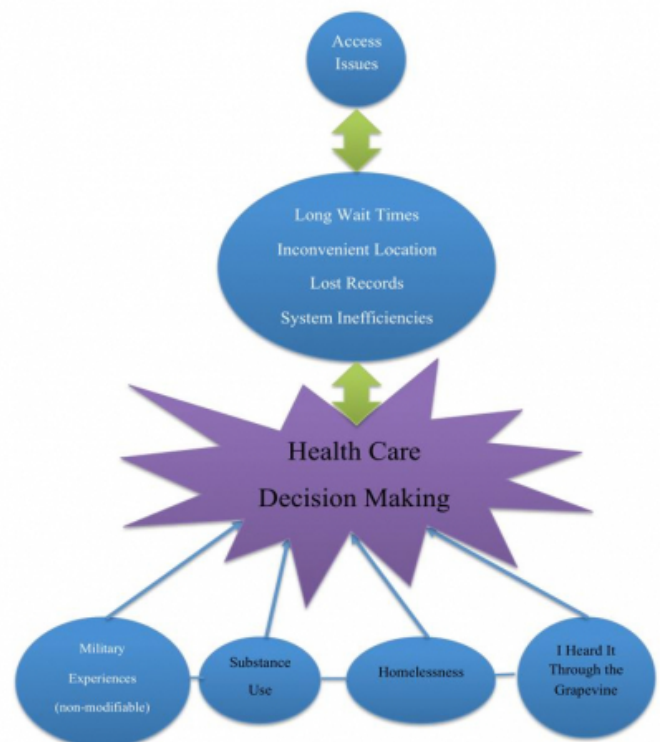 Access
Issues
Long Wait Times
Inconvenient Location
Lost Records
System Inefficiencies
Health Care
Decision Making
Military
Experiences
(non-modifiable)
Substance
Use
Homelessness
I Heard It
Through the
Grapevine